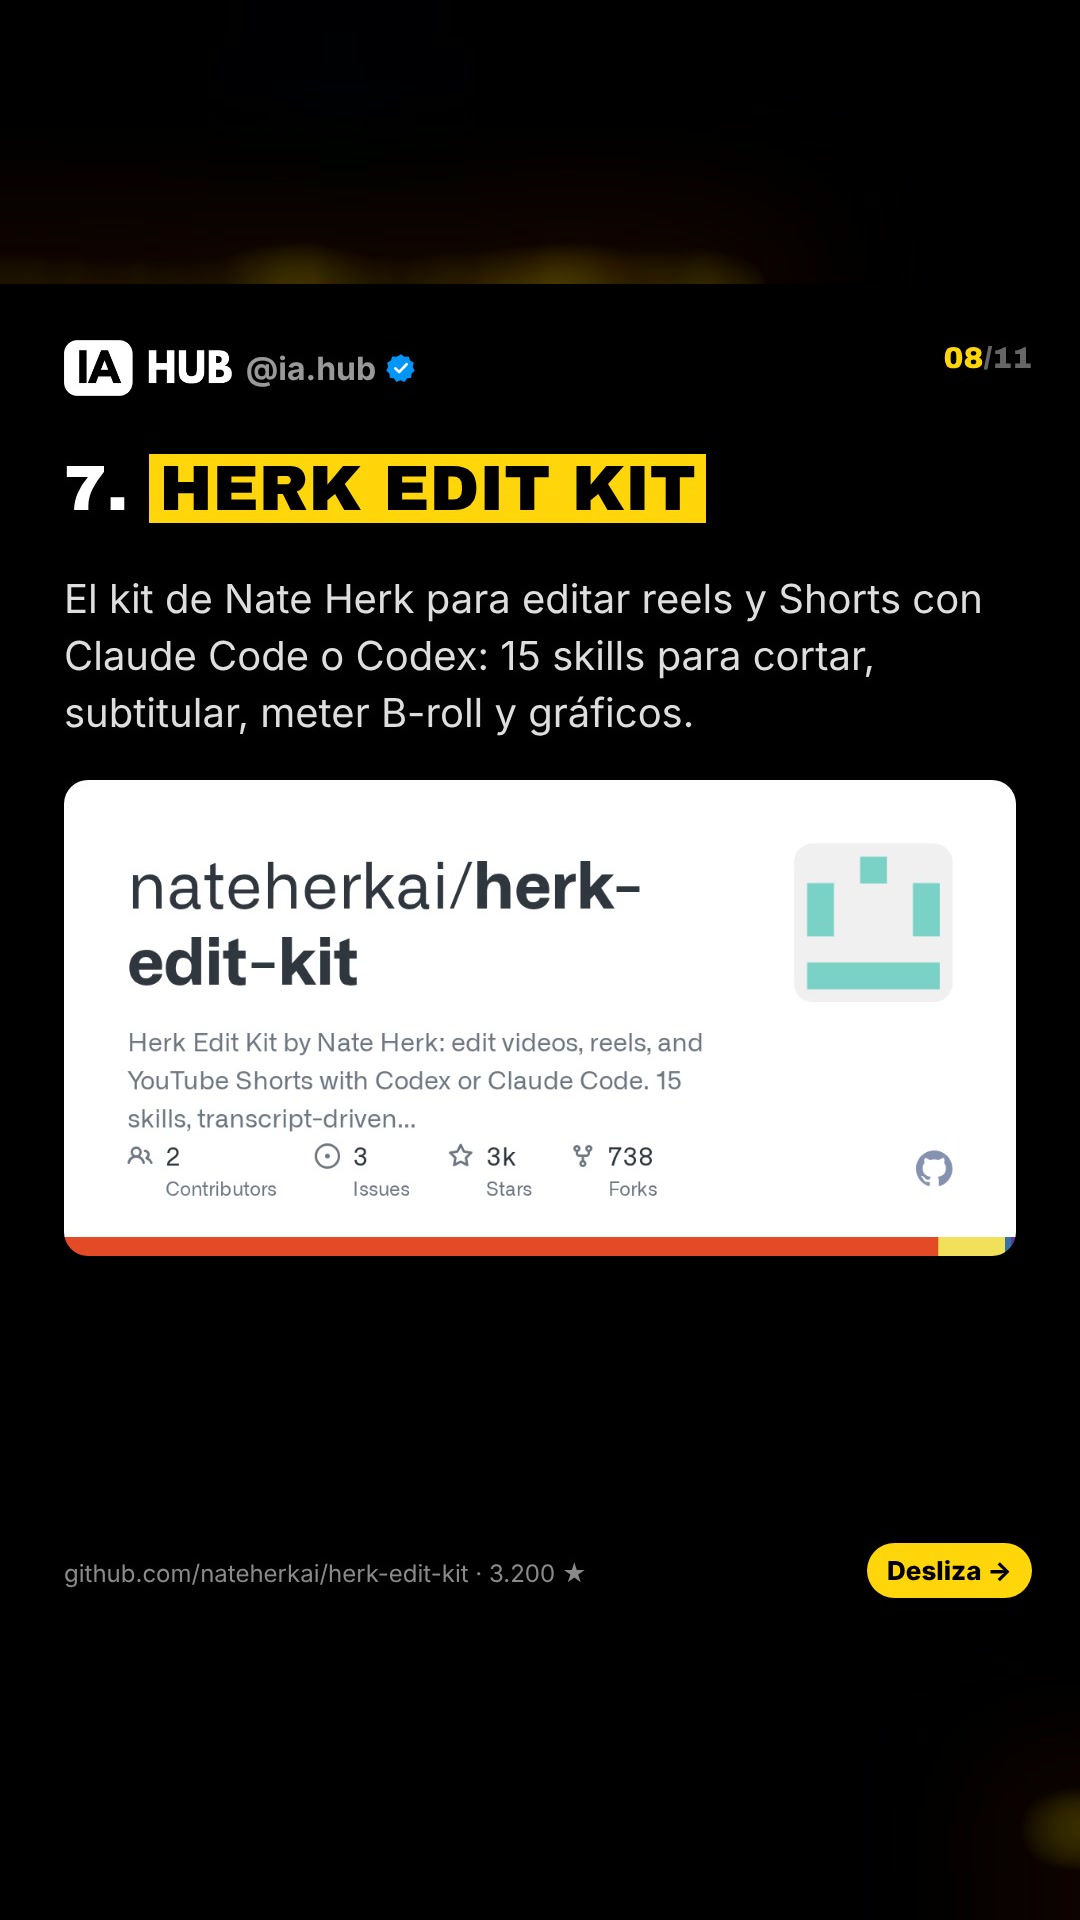 IA HUB @ia.hub
08/11
7. HERK EDIT KIT
El kit de Nate Herk para editar reels y Shorts con
Claude Code o Codex: 15 skills para cortar,
subtitular, meter B-roll y gráficos.
nateherkai/herk-
edit-kit
Herk Edit Kit by Nate Herk: edit videos, reels, and
YouTube Shorts with Codex or Claude Code. 15
skills, transcript-driven...
2 3 3k 738
Contributors Issues Stars Forks
github.com/nateherkai/herk-edit-kit · 3.200 ★
Desliza →